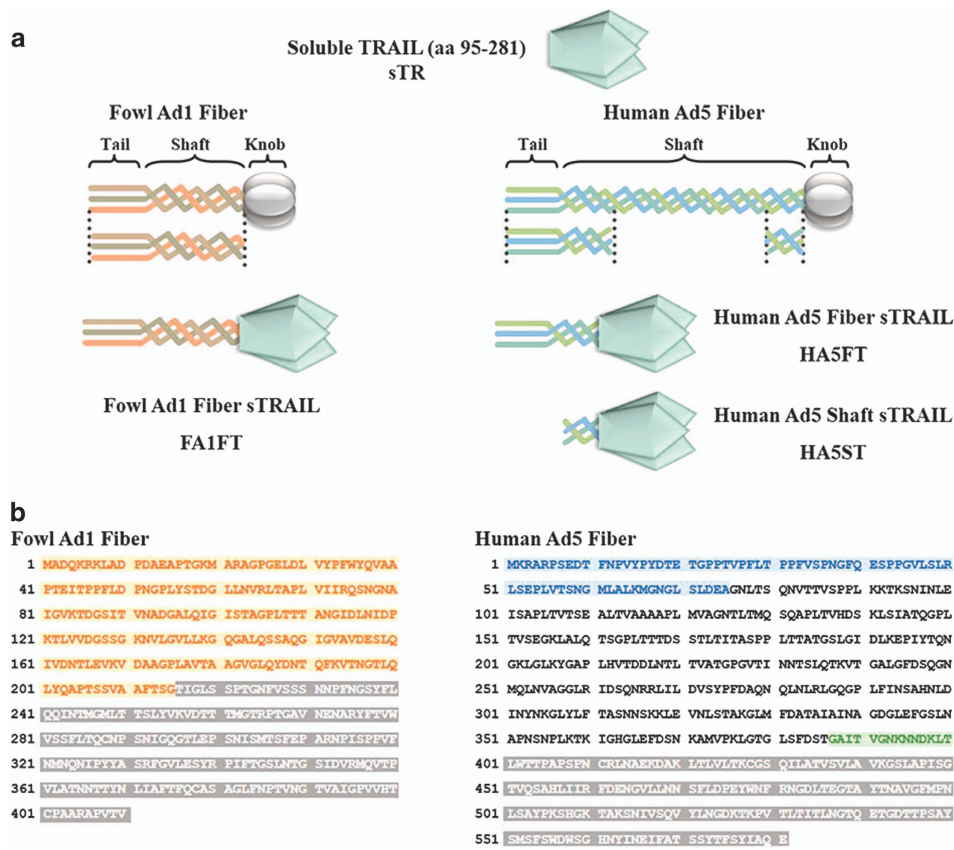 a
Soluble TRAIL (aa 95-281)
sTR
Fowl Ad1 Fiber
Tail Shaft Knob
Human Ad5 Fiber
Tail Shaft Knob
Fowl Ad1 Fiber sTRAIL
FA1FT
Human Ad5 Fiber sTRAIL
HA5FT
Human Ad5 Shaft sTRAIL
HA5ST
b
Fowl Ad1 Fiber
1 MADQKRKLAD PDAEAPTGKM ARAGPGELDL VYPFWYQVAA
41 PTEITPPFLD PNGPLYSTDG LLNVRLTAPL VIIRQSNGNA
81 IGVKTDGSIT VNADGALQIG ISTAGPLTTT ANGIDLNIDP
121 KTLVVDGSSG KNVLGVLLKG QGALQSSAQG IGVAVDESLQ
161 IVDNTLEVKV DAAGPLAVTA AGVGLQYDNT QFKVTNGTLQ
201 LYQAPTSSVA AFTSGTIGLS SPTGNFVSSS NNPFNGSYFL
241 QQINTMGMLT TSLYVKVDTT TMGTRPTGAV NENARYFTVW
281 VSSFLTQCNP SNIGQGTLEP SNISMTSFEP ARNPISPPVF
321 NMNQNIPYYA SRFGVLESYR PIFTGSLNTG SIDVRMQVTP
361 VLATNNTTYN LIAFTFQCAS AGLFNPTVNG TVAIGPVVHT
401 CPAARAPVTV
Human Ad5 Fiber
1 MKRARPSEDT FNPVYPYDTE TGPPTVPFLT PPFVSPNGFQ ESPPGVLSLR
51 LSEPLVTSNG MLALKMGNGL SLDEAGNLTS QNVTTVSPPL KKTKSNINLE
101 ISAPLTVTSE ALTVAAAAPL MVAGNTLTMQ SQAPLTVHDS KLSIATQGPL
151 TVSEGKLALQ TSGPLTTTDS STLTITASPP LTTATGSLGI DLKEPIYTQN
201 GKLGLKYGAP LHVTDDLNTL TVATGPGVTI NNTSLQTKVT GALGFDSQGN
251 MQLNVAGGLR IDSQNRRLIL DVSYPFDAQN QLNLRLGQGP LFINSAHNLD
301 INYNKGLYLF TASNNSKKLE VNLSTAKGLM FDATAIAINA GDGLEFGSLN
351 APNSNPLKTK IGHGLEFDSN KAMVPKLGTG LSFDSTGAIT VGNKNNDKLT
401 LWTTPAPSPN CRLNAEKDAK LTLVLTKCGS QILATVSVLA VKGSLAPISG
451 TVQSAHLIIR FDENGVLLNN SFLDPEYWNF RNGDLTEGTA YTNAVGFMPN
501 LSAYPKSHGK TAKSNIVSQV YLNGDKTKPV TLTITLNGTQ ETGDTTPSAY
551 SMSFSWDWSG HNYINEIFAT SSYTFSYIAQ E